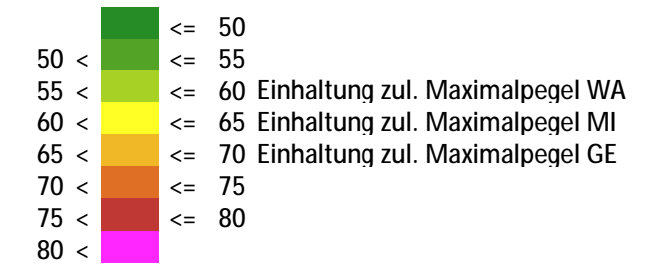 <= 50
50 < <= 55
55 < <= 60 Einhaltung zul. Maximalpegel WA
60 < <= 65 Einhaltung zul. Maximalpegel MI
65 < <= 70 Einhaltung zul. Maximalpegel GE
70 < <= 75
75 < <= 80
80 <